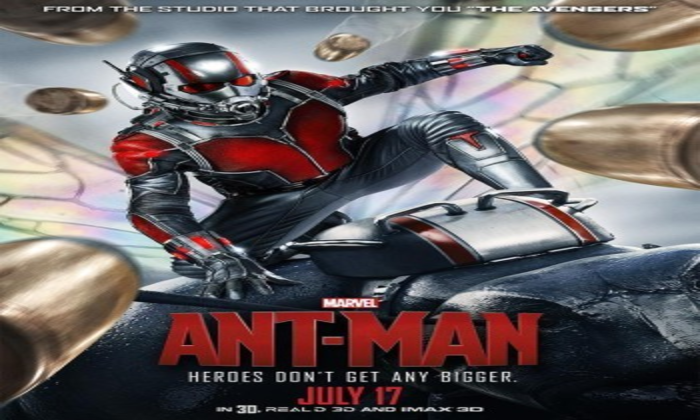 FROM THE STUDIO THAT BROUGHT YOU "THE AVENGERS"
MARVEL
ANT-MAN
HEROES DON'T GET ANY BIGGER.
JULY 17
IN 3D, REAL D 3D AND IMAX 3D